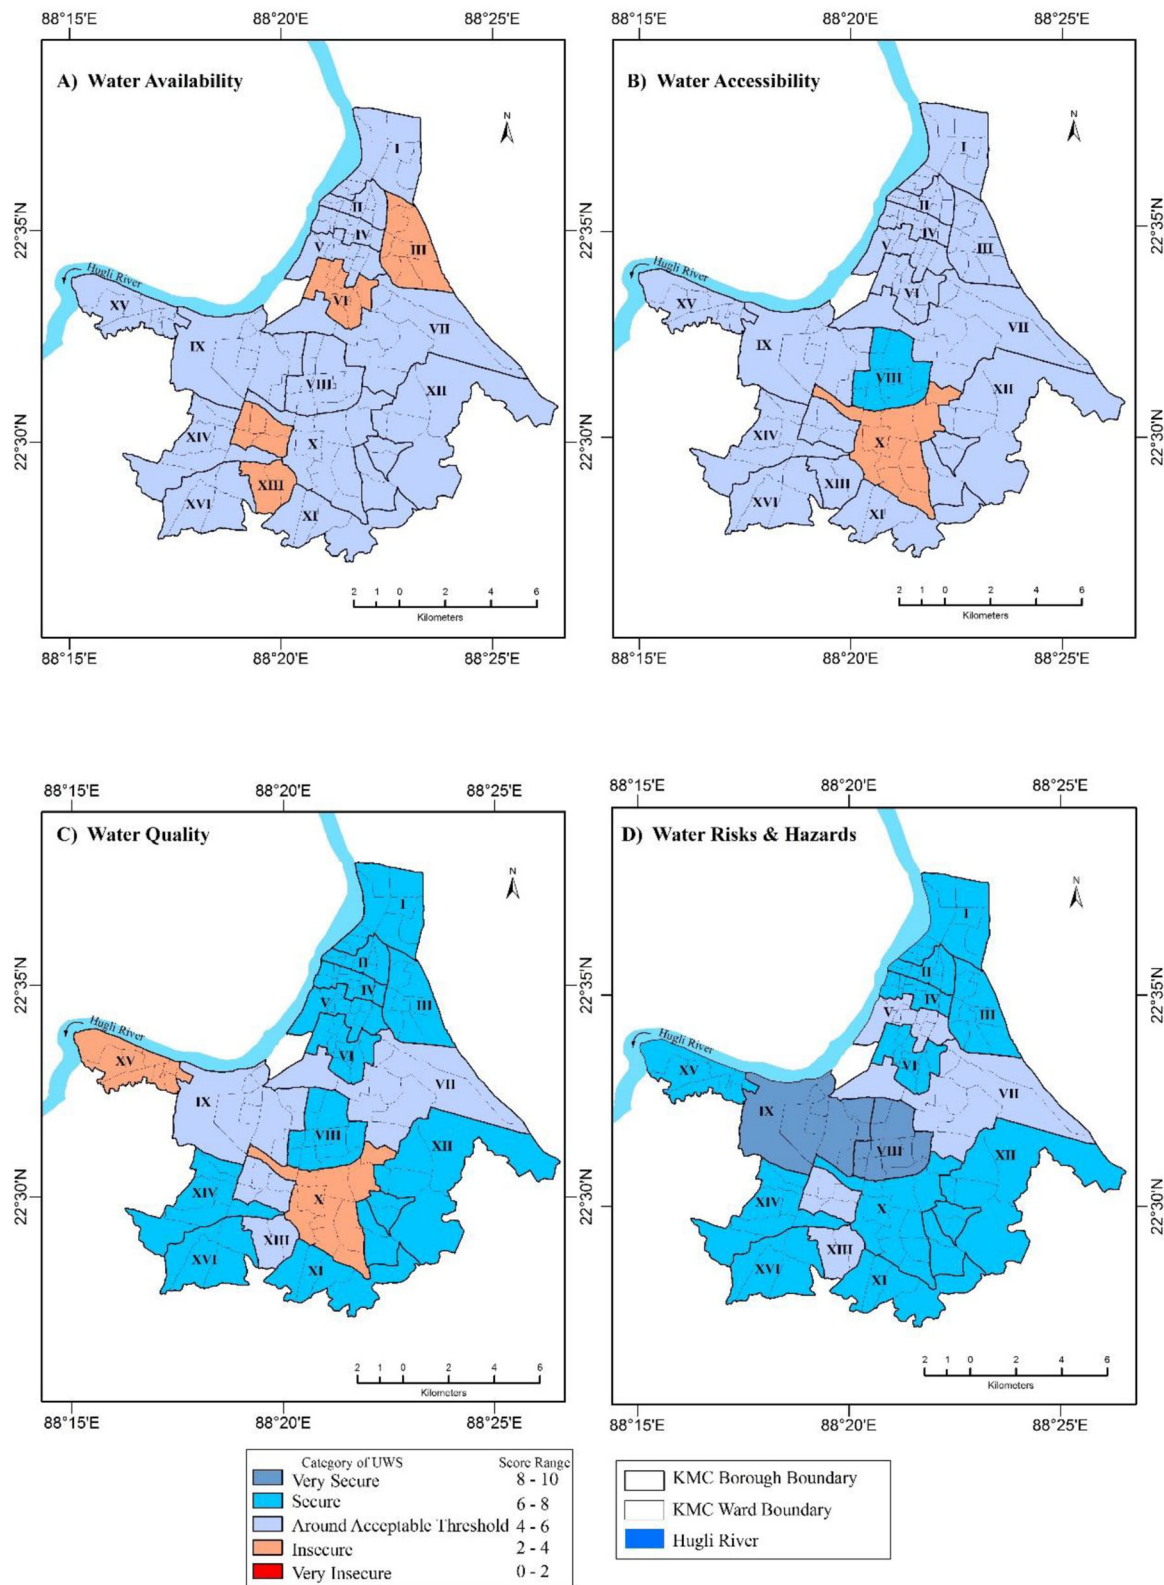 88°15'E 88°20'E 88°25'E
A) Water Availability
N
22°35'N
22°30'N
Hugli River
I
II
III
IV
V
VI
VII
XV
IX
VIII
XII
XIV
X
XIII
XVI
XI
2 1 0 2 4 6
Kilometers
88°15'E 88°20'E 88°25'E
88°15'E 88°20'E 88°25'E
B) Water Accessibility
N
Hugli River
I
II
IV
III
V
VI
VII
XV
IX
VIII
XII
XIV
X
XIII
XVI
XI
22°35'N
22°30'N
2 1 0 2 4 6
Kilometers
88°15'E 88°20'E 88°25'E
88°15'E 88°20'E 88°25'E
C) Water Quality
N
22°35'N
22°30'N
Hugli River
I
II
IV
V
III
VI
XV
VII
IX
VIII
XII
XIV
X
XIII
XVI
XI
2 1 0 2 4 6
Kilometers
88°15'E 88°20'E 88°25'E
88°15'E 88°20'E 88°25'E
D) Water Risks & Hazards
N
Hugli River
I
II
IV
V
III
VI
XV
VII
IX
VIII
XII
XIV
X
XIII
XVI
XI
22°35'N
22°30'N
2 1 0 2 4 6
Kilometers
88°15'E 88°20'E 88°25'E
Category of UWS Score Range
Very Secure 8 - 10
Secure 6 - 8
Around Acceptable Threshold 4 - 6
Insecure 2 - 4
Very Insecure 0 - 2
KMC Borough Boundary
KMC Ward Boundary
Hugli River